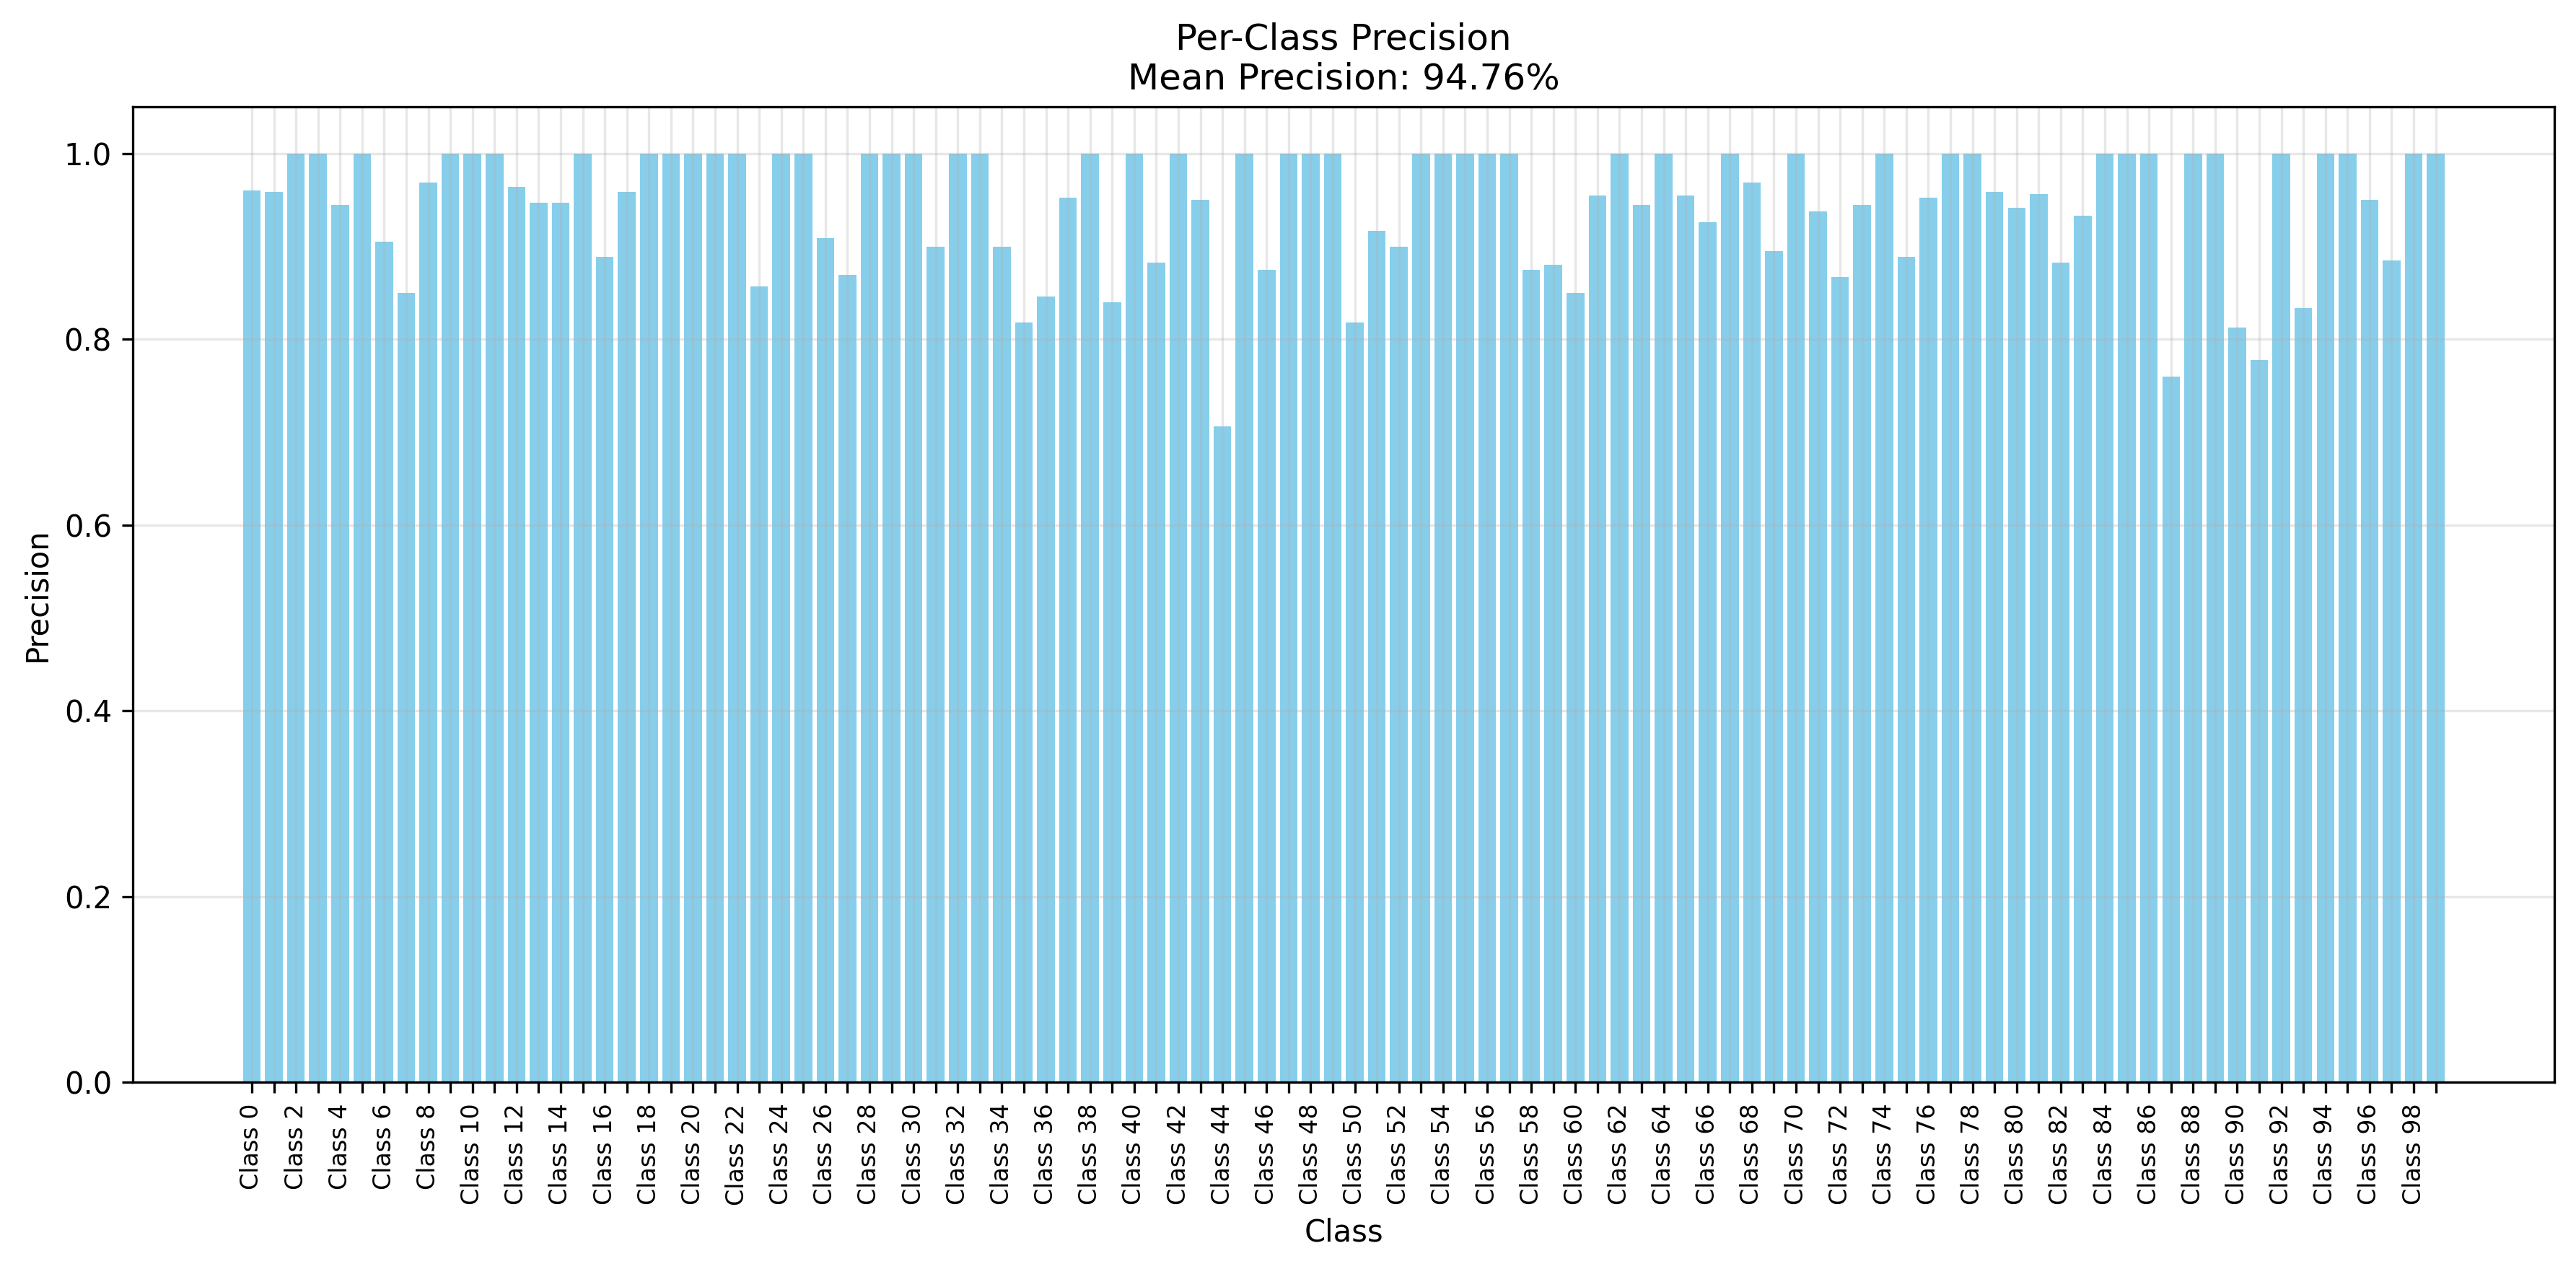 Per-Class Precision
Mean Precision: 94.76%
Precision
1.0
0.8
0.6
0.4
0.2
0.0
Class 0
Class 2
Class 4
Class 6
Class 8
Class 10
Class 12
Class 14
Class 16
Class 18
Class 20
Class 22
Class 24
Class 26
Class 28
Class 30
Class 32
Class 34
Class 36
Class 38
Class 40
Class 42
Class 44
Class 46
Class 48
Class 50
Class 52
Class 54
Class 56
Class 58
Class 60
Class 62
Class 64
Class 66
Class 68
Class 70
Class 72
Class 74
Class 76
Class 78
Class 80
Class 82
Class 84
Class 86
Class 88
Class 90
Class 92
Class 94
Class 96
Class 98
Class